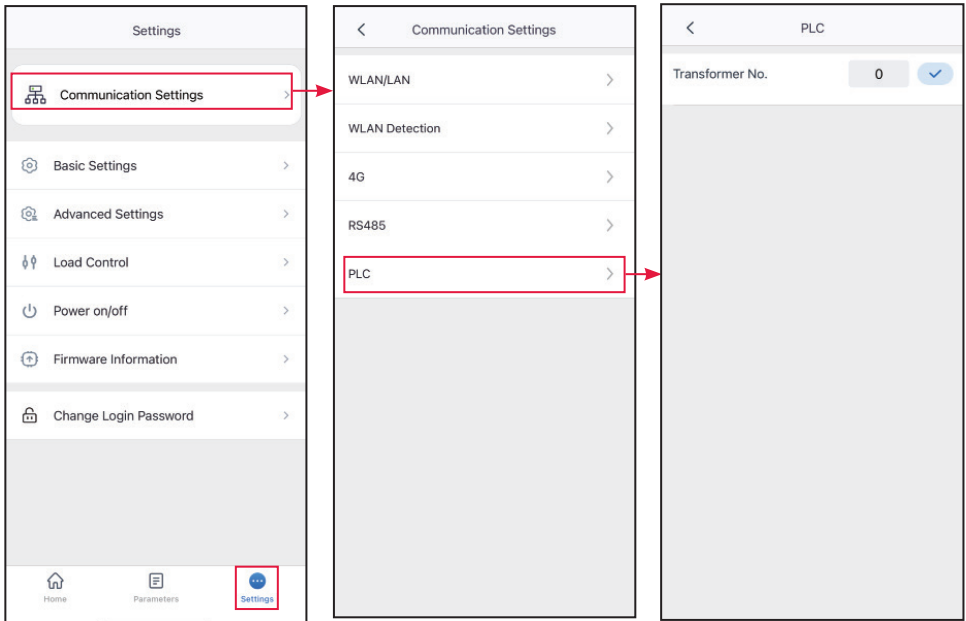 Settings
Communication Settings
Basic Settings
Advanced Settings
Load Control
Power on/off
Firmware Information
Change Login Password
Home
Parameters
Settings
Communication Settings
WLAN/LAN
WLAN Detection
4G
RS485
PLC
PLC
Transformer No. 0